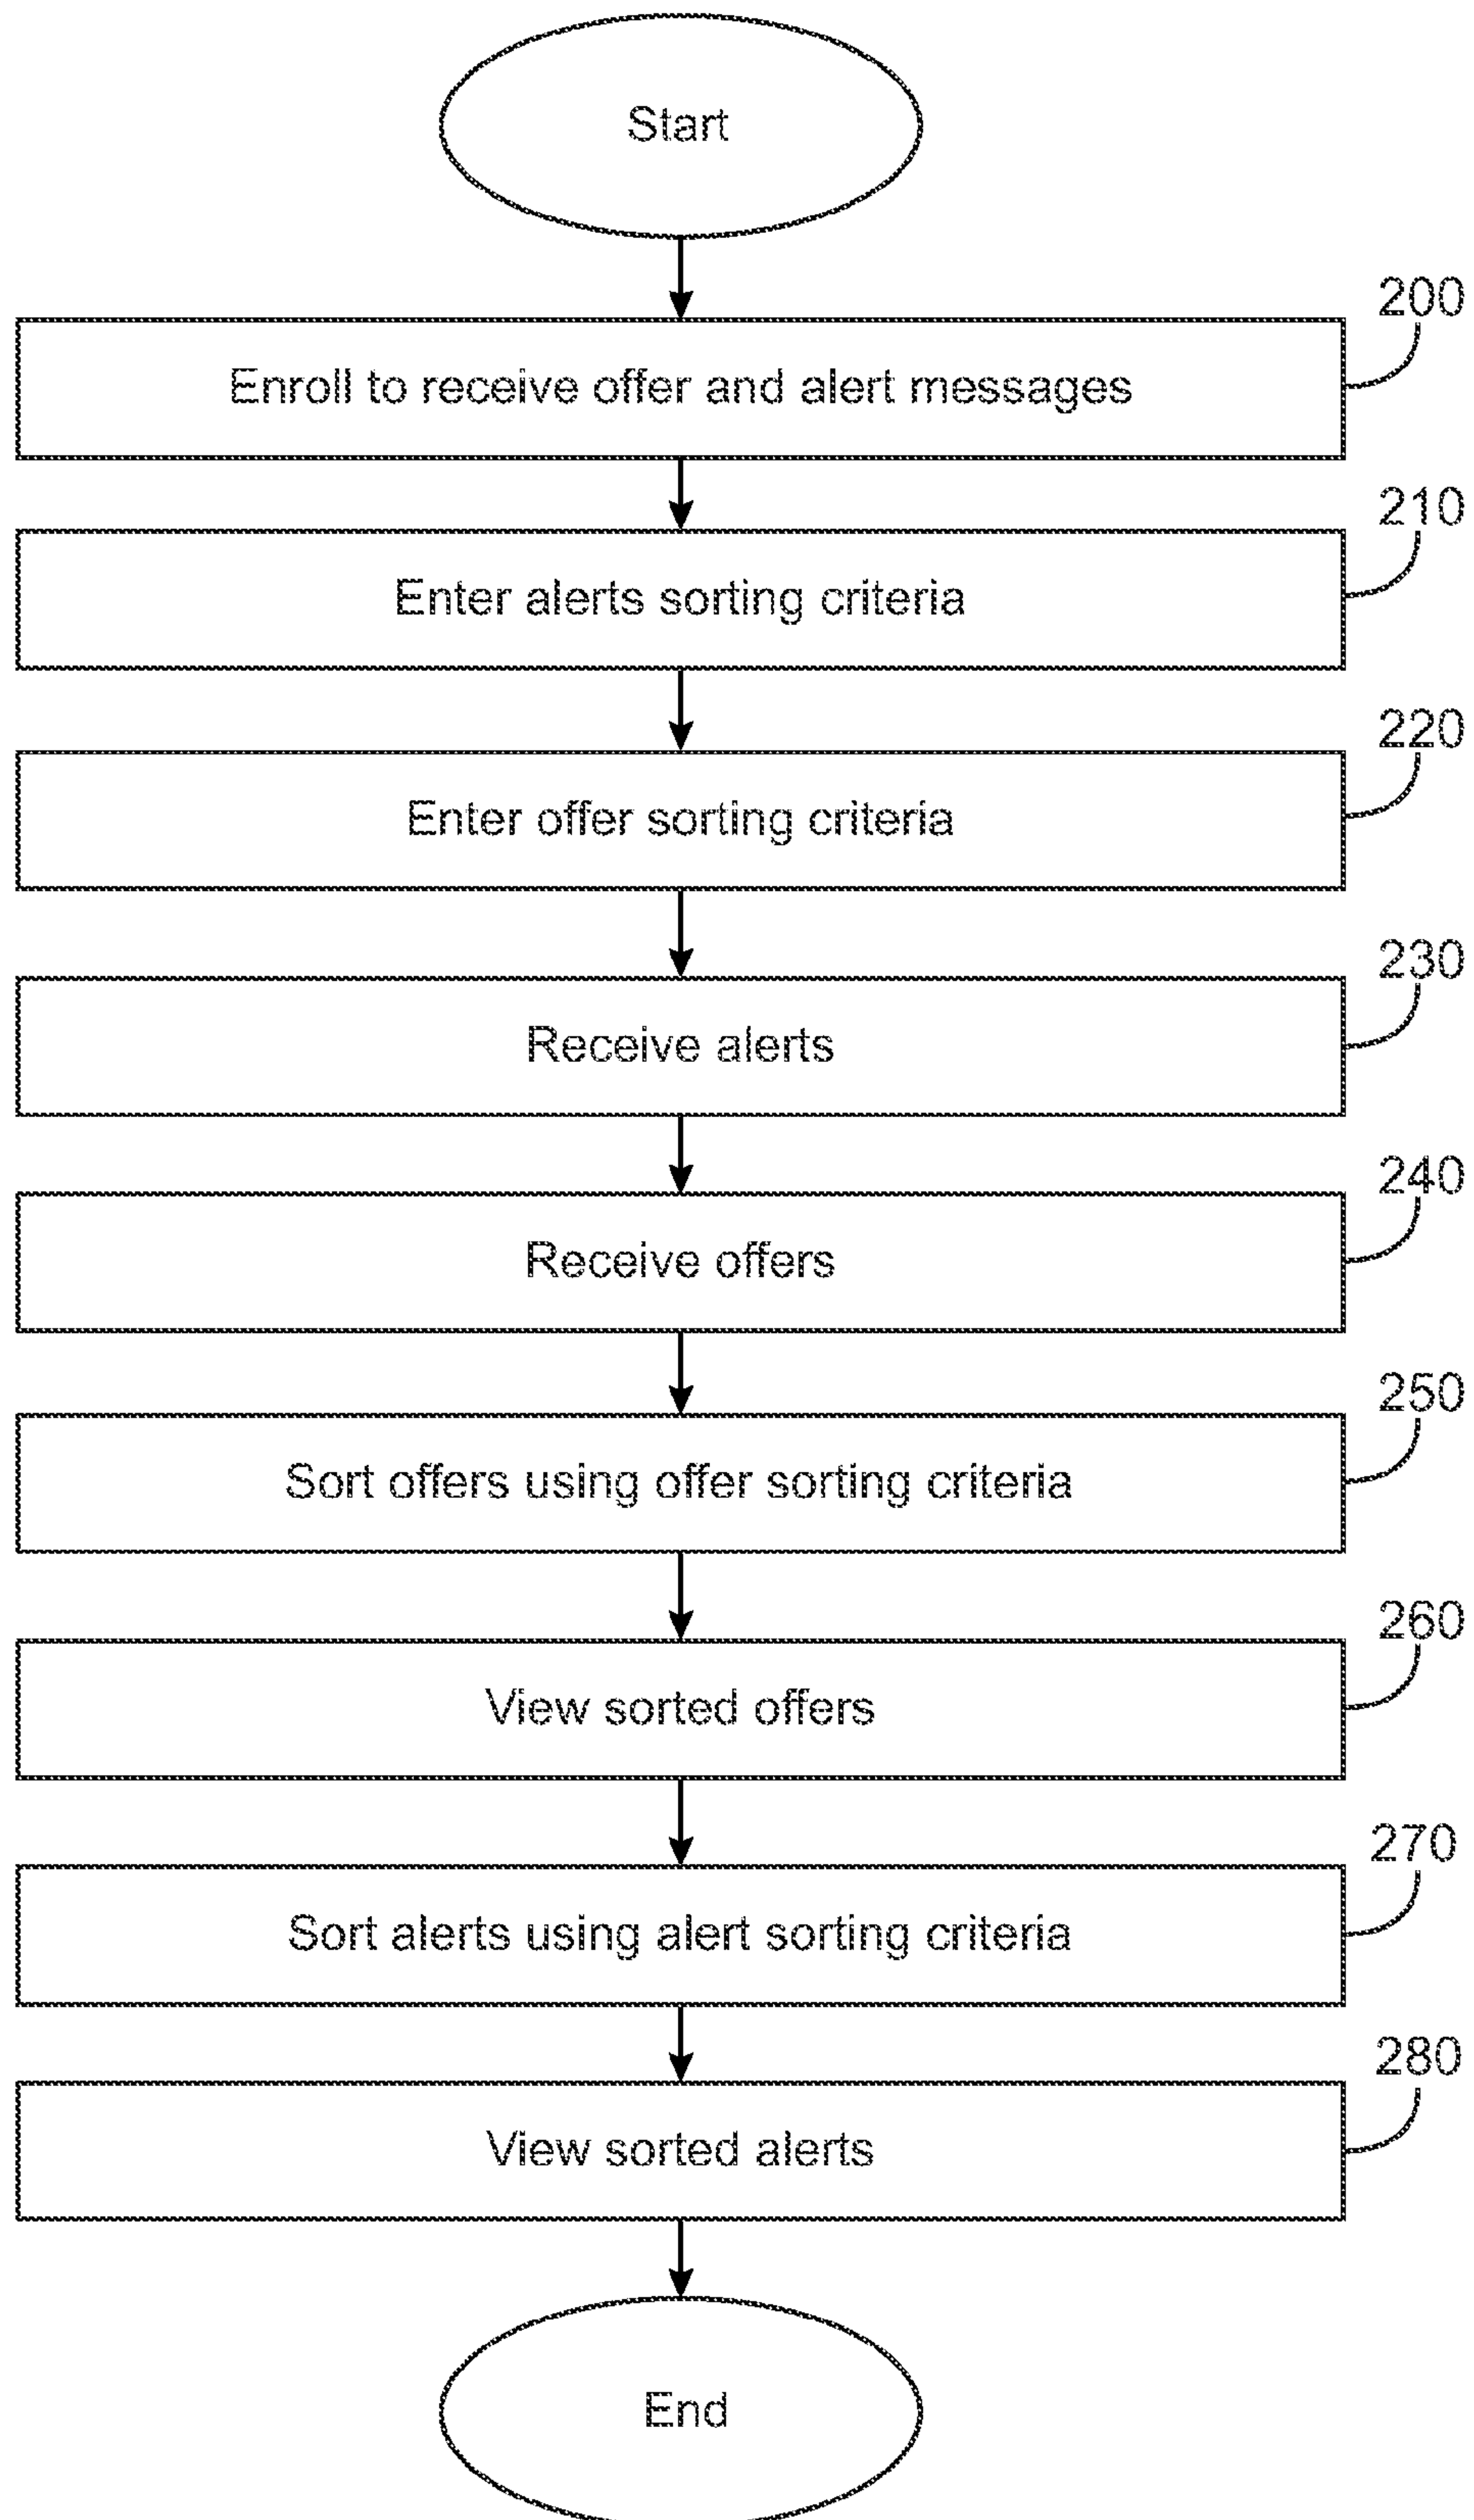 Start
200
Enroll to receive offer and alert messages
210
Enter alerts sorting criteria
220
Enter offer sorting criteria
230
Receive alerts
240
Receive offers
250
Sort offers using offer sorting criteria
260
View sorted offers
270
Sort alerts using alert sorting criteria
280
View sorted alerts
End